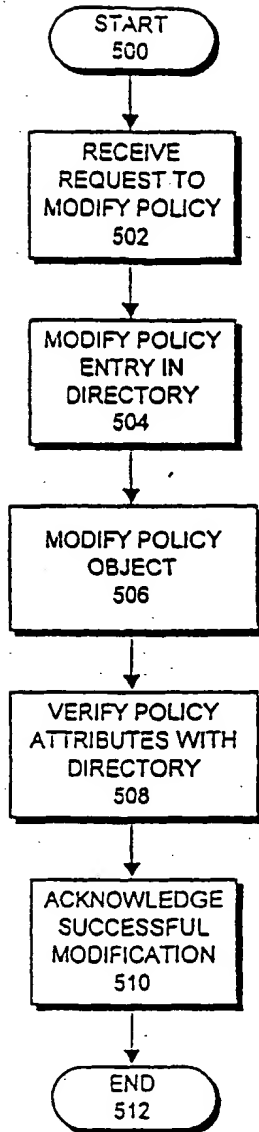 START
500
RECEIVE
REQUEST TO
MODIFY POLICY
502
MODIFY POLICY
ENTRY IN
DIRECTORY
504
MODIFY POLICY
OBJECT
506
VERIFY POLICY
ATTRIBUTES WITH
DIRECTORY
508
ACKNOWLEDGE
SUCCESSFUL
MODIFICATION
510
END
512